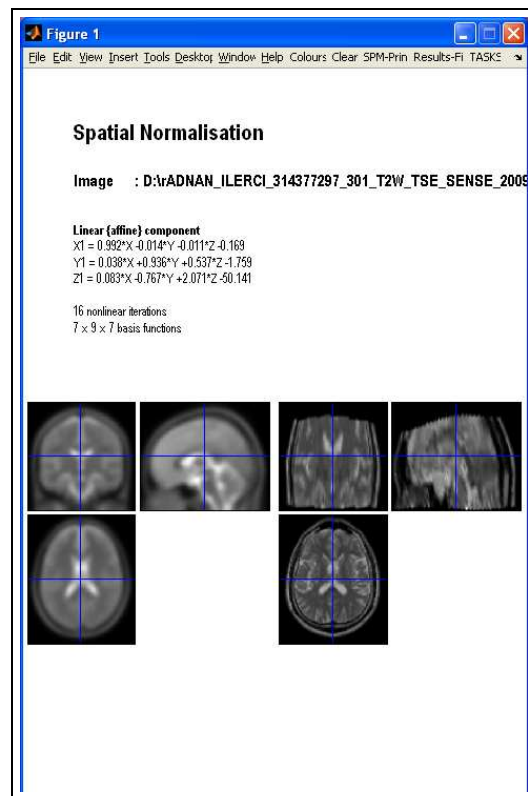 Figure 1
File Edit View Insert Tools Desktop Window Help Colours Clear SPM-Prin Results-Fi TASKS
Spatial Normalisation
Image : D:\rADNAN_ILERCI_314377297_301_T2W_TSE_SENSE_2009
Linear {affine} component
X1 = 0.992*X -0.014*Y -0.011*Z -0.169
Y1 = 0.038*X +0.936*Y +0.537*Z -1.759
Z1 = 0.083*X -0.767*Y +2.071*Z -50.141
16 nonlinear iterations
7 x 9 x 7 basis functions